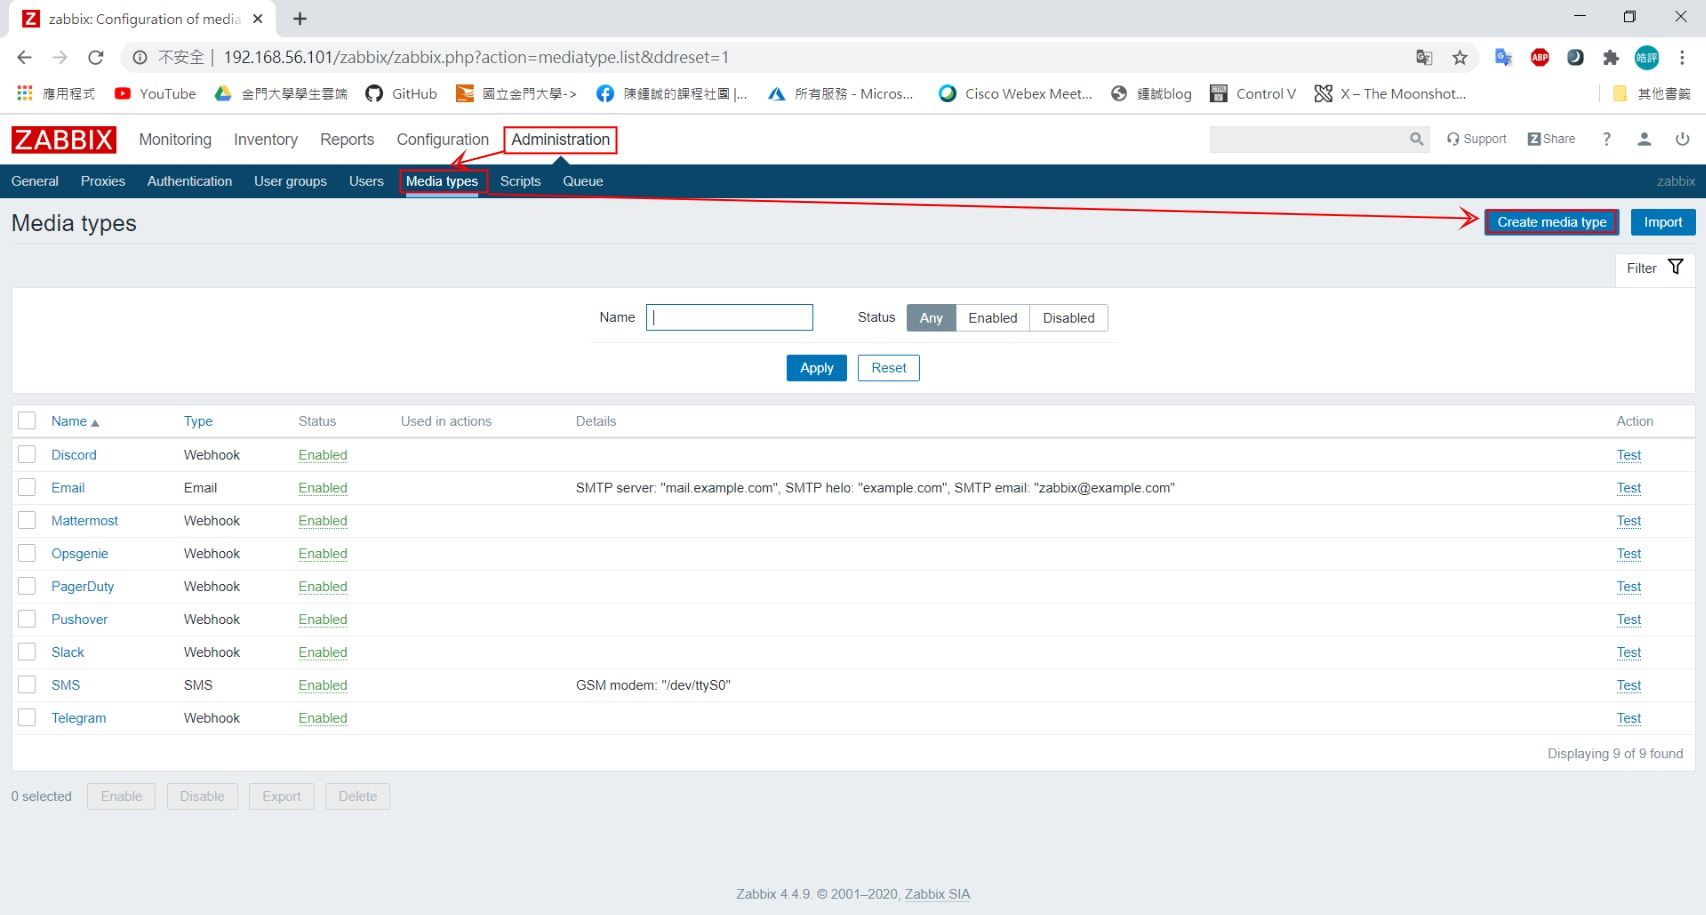 zabbix: Configuration of media
不安全 | 192.168.56.101/zabbix/zabbix.php?action=mediatype.list&ddreset=1
ABP
皓評
應用程式 YouTube 金門大學學生雲端 GitHub 國立金門大學-> 陳鍾誠的課程社團 |... 所有服務 - Micros... Cisco Webex Meet... 鍾誠blog Control V X – The Moonshot... 其他書籤
ZABBIX Monitoring Inventory Reports Configuration Administration Support Z Share ?
General Proxies Authentication User groups Users Media types Scripts Queue zabbix
Media types Create media type Import
Filter
Name Status Any Enabled Disabled
Apply Reset
Name Type Status Used in actions Details Action
Discord Webhook Enabled Test
Email Email Enabled SMTP server: "mail.example.com", SMTP helo: "example.com", SMTP email: "zabbix@example.com" Test
Mattermost Webhook Enabled Test
Opsgenie Webhook Enabled Test
PagerDuty Webhook Enabled Test
Pushover Webhook Enabled Test
Slack Webhook Enabled Test
SMS SMS Enabled GSM modem: "/dev/ttyS0" Test
Telegram Webhook Enabled Test
Displaying 9 of 9 found
0 selected Enable Disable Export Delete
Zabbix 4.4.9. © 2001–2020, Zabbix SIA